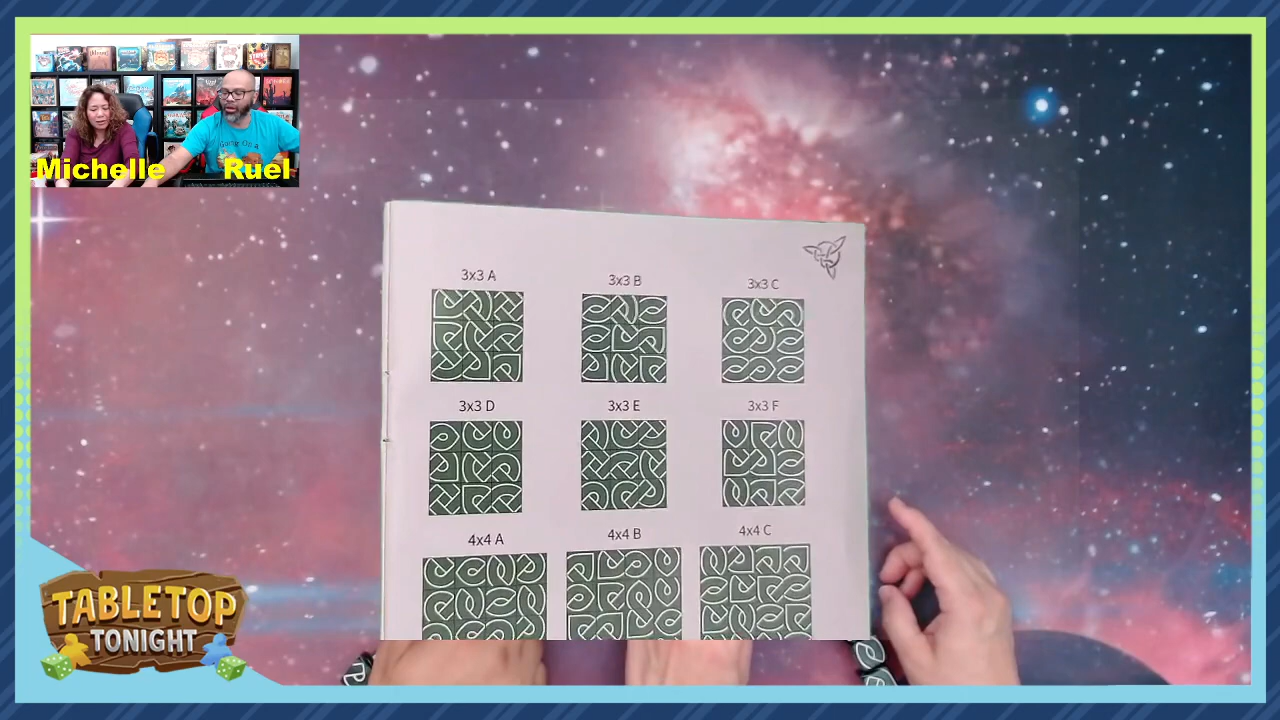 Michelle
Ruel
3x3 A
3x3 B
3x3 C
3x3 D
3x3 E
3x3 F
4x4 A
4x4 B
4x4 C
TABLETOP
TONIGHT